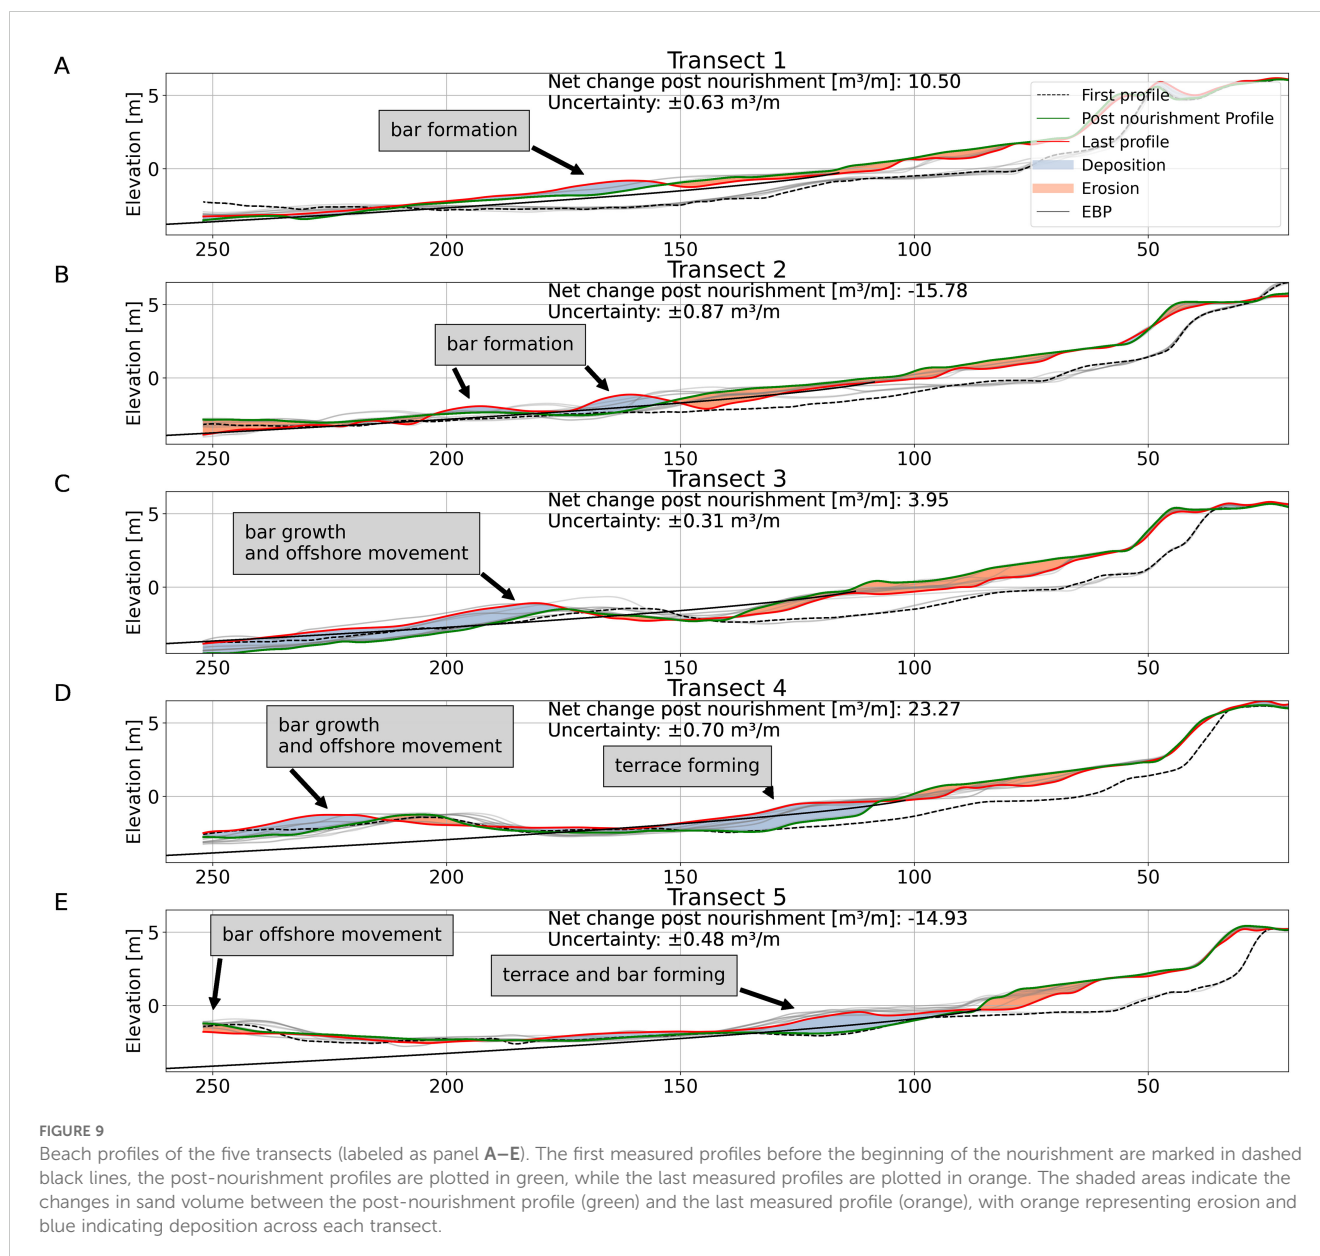 A
Transect 1
Net change post nourishment [m³/m]: 10.50
Uncertainty: ±0.63 m³/m
bar formation
First profile
Post nourishment Profile
Last profile
Deposition
Erosion
EBP
Elevation [m]
5
0
250 200 150 100 50
B
Transect 2
Net change post nourishment [m³/m]: -15.78
Uncertainty: ±0.87 m³/m
bar formation
Elevation [m]
5
0
250 200 150 100 50
C
Transect 3
Net change post nourishment [m³/m]: 3.95
Uncertainty: ±0.31 m³/m
bar growth
and offshore movement
Elevation [m]
5
0
250 200 150 100 50
D
Transect 4
Net change post nourishment [m³/m]: 23.27
Uncertainty: ±0.70 m³/m
bar growth
and offshore movement
terrace forming
Elevation [m]
5
0
250 200 150 100 50
E
Transect 5
Net change post nourishment [m³/m]: -14.93
Uncertainty: ±0.48 m³/m
bar offshore movement
terrace and bar forming
Elevation [m]
5
0
250 200 150 100 50
FIGURE 9
Beach profiles of the five transects (labeled as panel A–E). The first measured profiles before the beginning of the nourishment are marked in dashed
black lines, the post-nourishment profiles are plotted in green, while the last measured profiles are plotted in orange. The shaded areas indicate the
changes in sand volume between the post-nourishment profile (green) and the last measured profile (orange), with orange representing erosion and
blue indicating deposition across each transect.